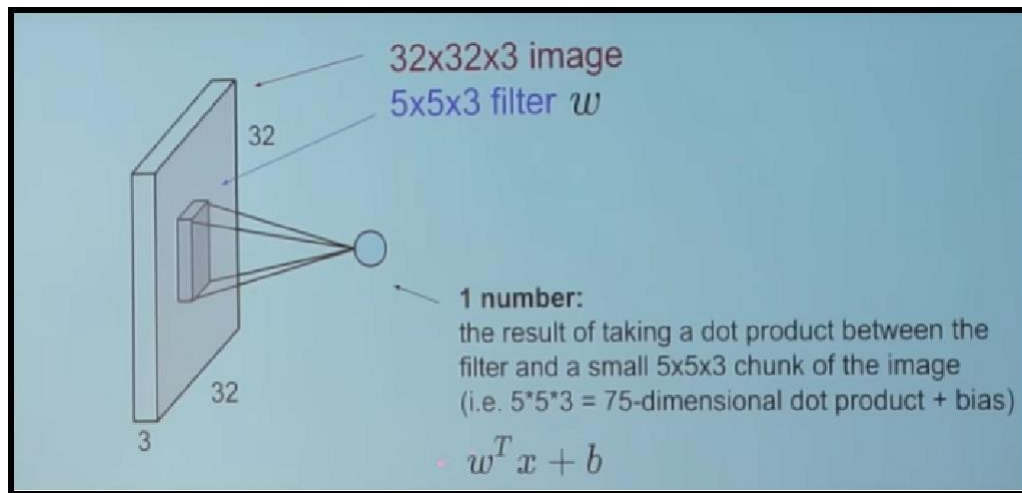 32x32x3 image
5x5x3 filter w
32
32
3
1 number:
the result of taking a dot product between the
filter and a small 5x5x3 chunk of the image
(i.e. 5*5*3 = 75-dimensional dot product + bias)
w^T x + b